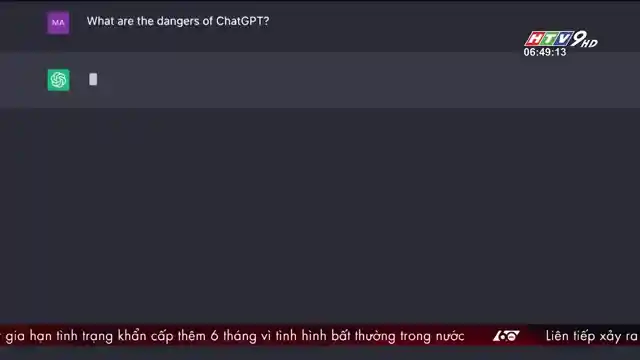 MA
What are the dangers of ChatGPT?
HTV9 HD
06:49:13
gia hạn tình trạng khẩn cấp thêm 6 tháng vì tình hình bất thường trong nước
Liên tiếp xảy ra